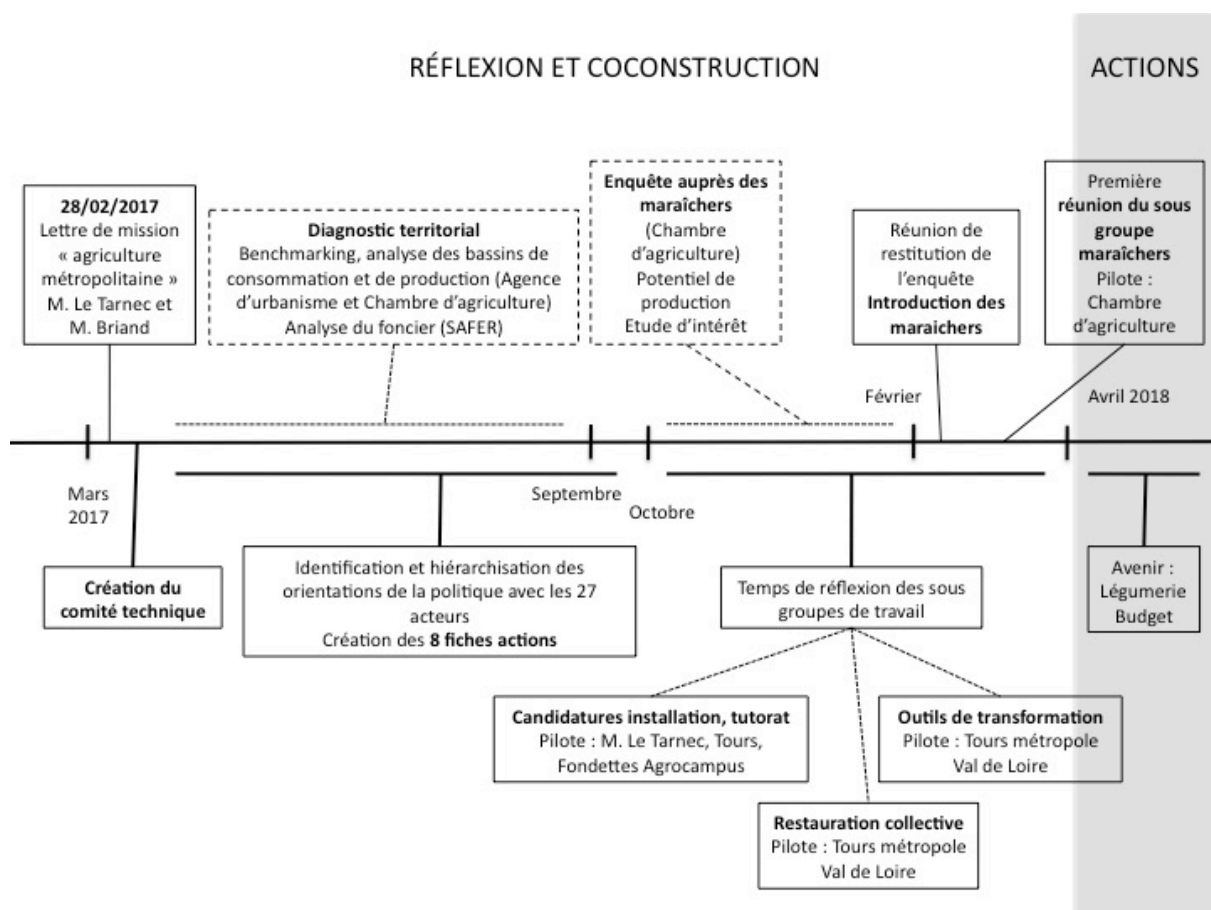 RÉFLEXION ET COCONSTRUCTION
ACTIONS
28/02/2017
Lettre de mission
« agriculture
métropolitaine »
M. Le Tarnec et
M. Briand
Diagnostic territorial
Benchmarking, analyse des bassins de
consommation et de production (Agence
d'urbanisme et Chambre d'agriculture)
Analyse du foncier (SAFER)
Enquête auprès des
maraîchers
(Chambre
d'agriculture)
Potentiel de
production
Etude d'intérêt
Réunion de
restitution de
l'enquête
Introduction des
maraichers
Première
réunion du sous
groupe
maraîchers
Pilote :
Chambre
d'agriculture
Février
Avril 2018
Mars
2017
Septembre
Octobre
Création du
comité technique
Identification et hiérarchisation des
orientations de la politique avec les 27
acteurs
Création des 8 fiches actions
Temps de réflexion des sous
groupes de travail
Avenir :
Légumerie
Budget
Candidatures installation, tutorat
Pilote : M. Le Tarnec, Tours,
Fondettes Agrocampus
Outils de transformation
Pilote : Tours métropole
Val de Loire
Restauration collective
Pilote : Tours métropole
Val de Loire